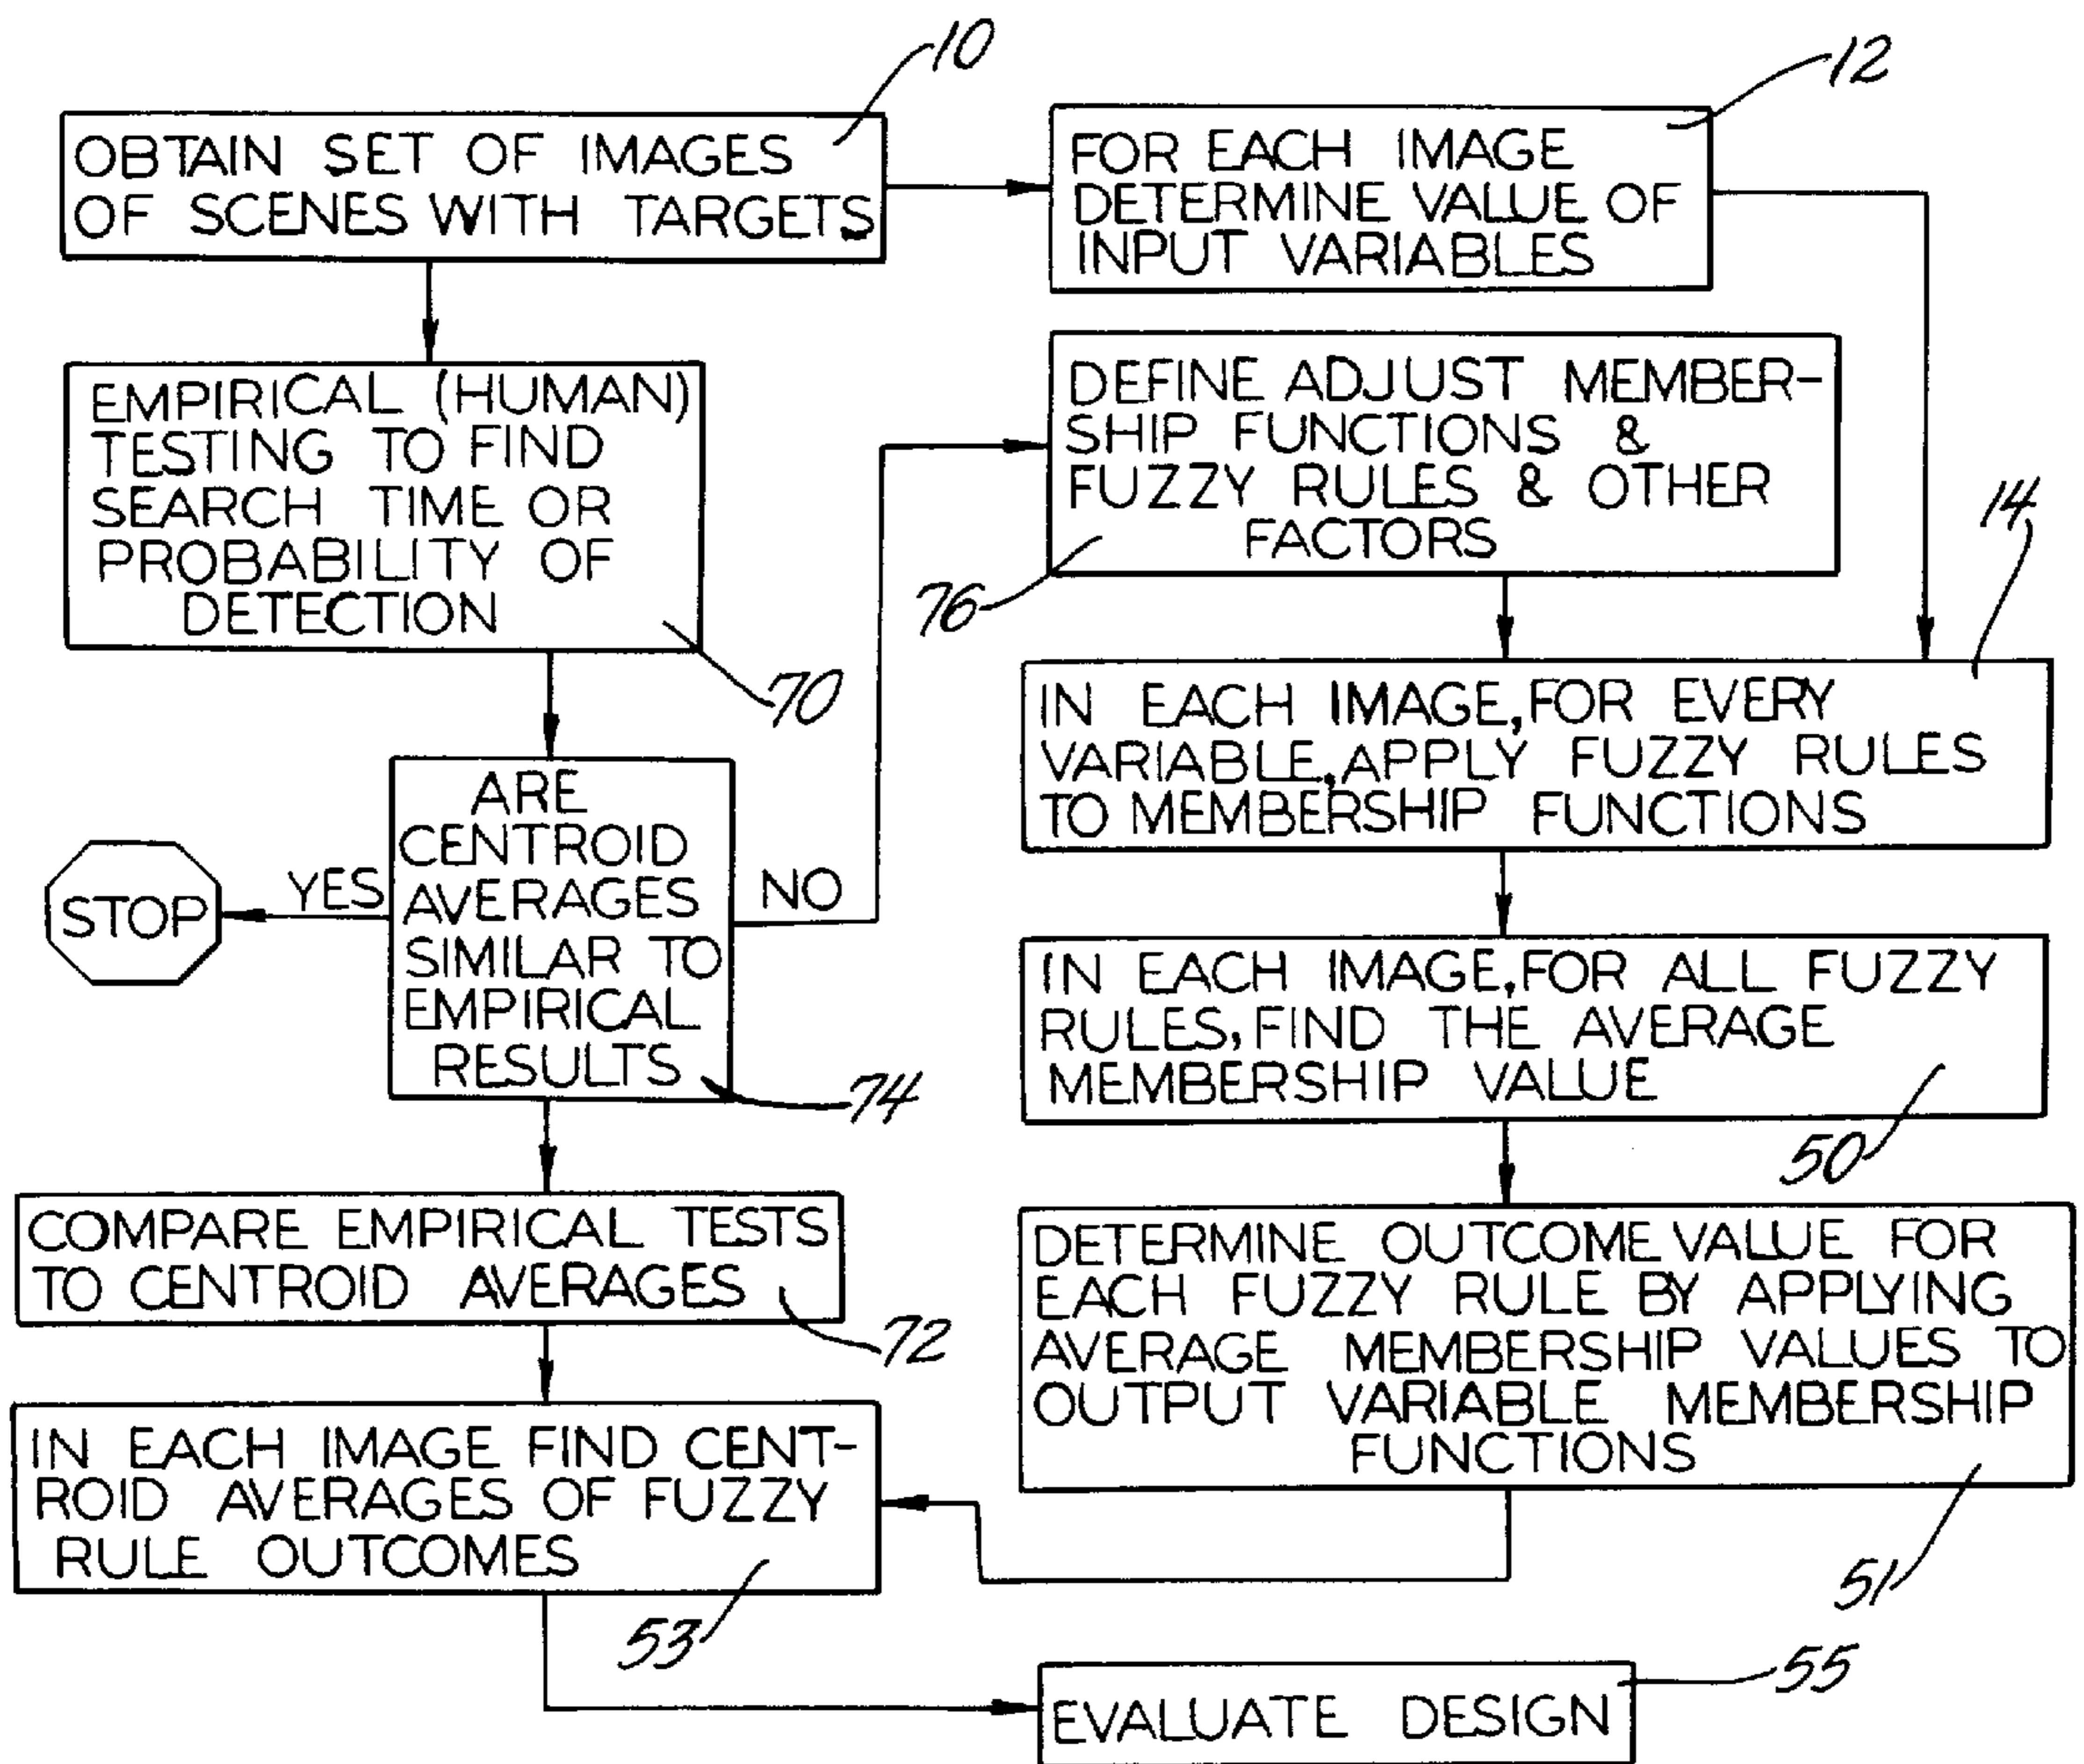 10
OBTAIN SET OF IMAGES
OF SCENES WITH TARGETS
12
FOR EACH IMAGE
DETERMINE VALUE OF
INPUT VARIABLES
EMPIRICAL (HUMAN)
TESTING TO FIND
SEARCH TIME OR
PROBABILITY OF
DETECTION
70
DEFINE ADJUST MEMBER-
SHIP FUNCTIONS &
FUZZY RULES & OTHER
FACTORS
76
14
IN EACH IMAGE, FOR EVERY
VARIABLE, APPLY FUZZY RULES
TO MEMBERSHIP FUNCTIONS
ARE
CENTROID
AVERAGES
SIMILAR TO
EMPIRICAL
RESULTS
74
YES
STOP
NO
IN EACH IMAGE, FOR ALL FUZZY
RULES, FIND THE AVERAGE
MEMBERSHIP VALUE
50
COMPARE EMPIRICAL TESTS
TO CENTROID AVERAGES
72
DETERMINE OUTCOME VALUE FOR
EACH FUZZY RULE BY APPLYING
AVERAGE MEMBERSHIP VALUES TO
OUTPUT VARIABLE MEMBERSHIP
FUNCTIONS
51
IN EACH IMAGE FIND CENT-
ROID AVERAGES OF FUZZY
RULE OUTCOMES
53
55
EVALUATE DESIGN